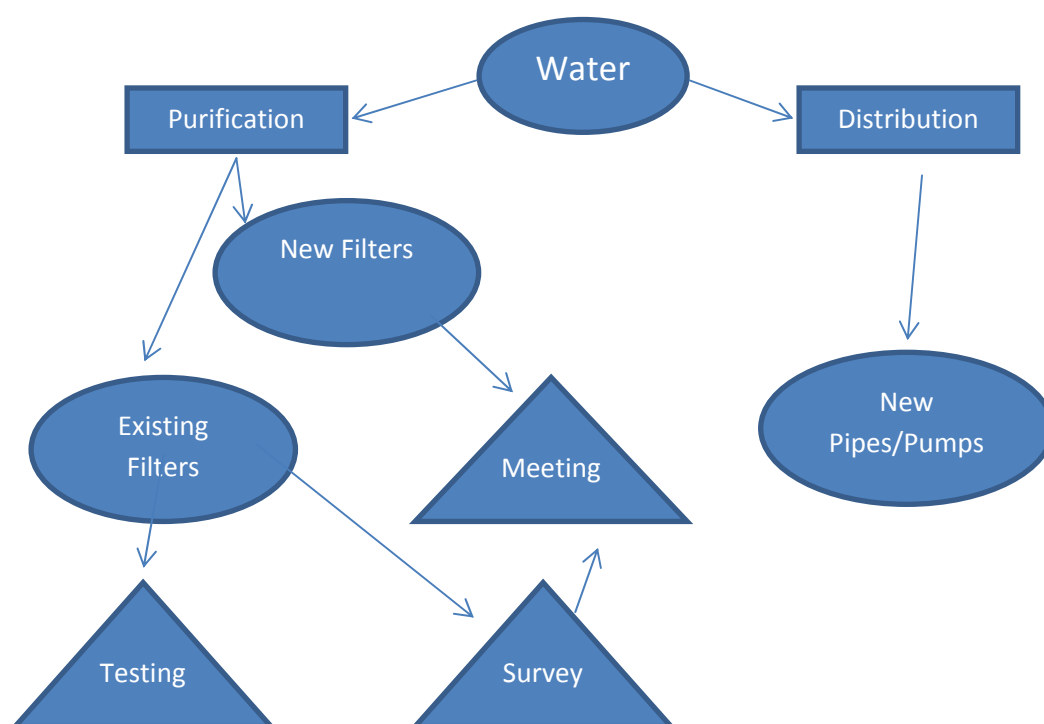 Water
Purification
Distribution
New Filters
Existing
Filters
New
Pipes/Pumps
Meeting
Testing
Survey